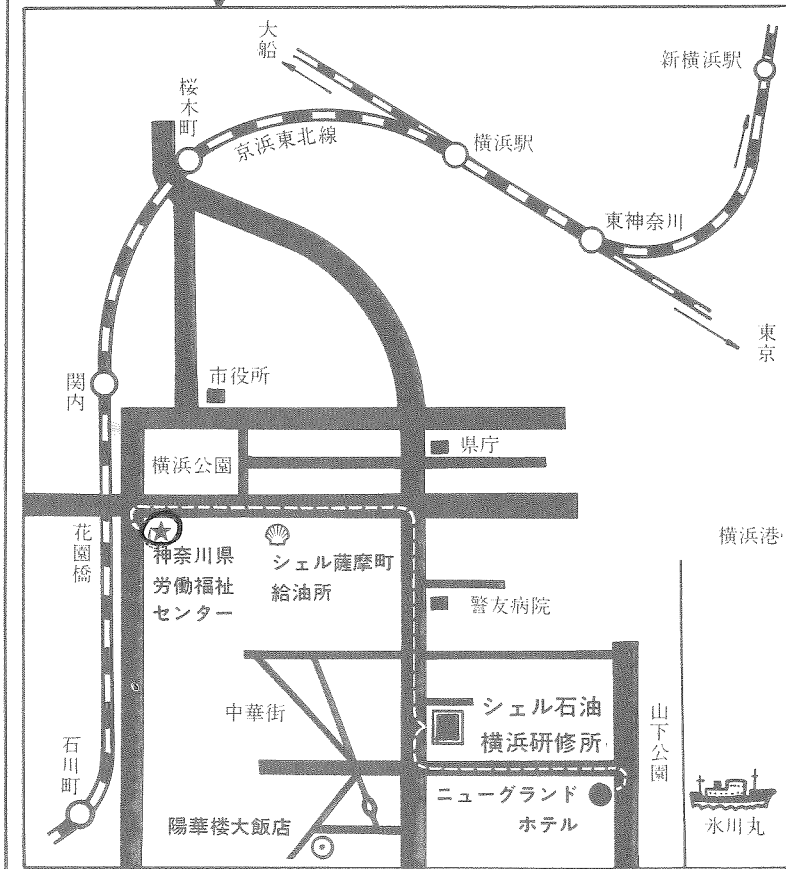 大船
新横浜駅
桜木町
京浜東北線
横浜駅
東神奈川
東京
関内
市役所
県庁
横浜公園
花園橋
神奈川県
労働福祉
センター
シェル薩摩町
給油所
横浜港
警友病院
中華街
シェル石油
横浜研修所
山下公園
石川町
ニューグランド
ホテル
陽華楼大飯店
氷川丸